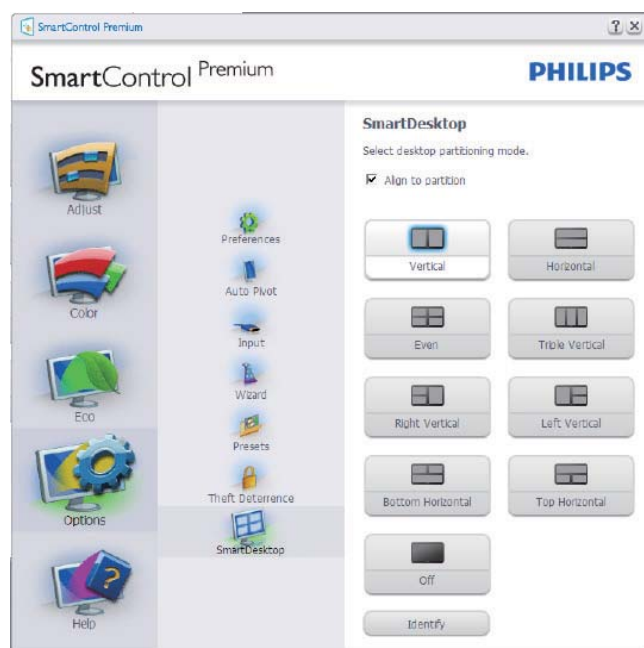 SmartControl Premium
SmartControl Premium
PHILIPS
Adjust
Color
Eco
Options
Help
Preferences
Auto Pivot
Input
Wizard
Presets
Theft Deterrence
SmartDesktop
SmartDesktop
Select desktop partitioning mode.
Align to partition
Vertical
Horizontal
Even
Triple Vertical
Right Vertical
Left Vertical
Bottom Horizontal
Top Horizontal
Off
Identify